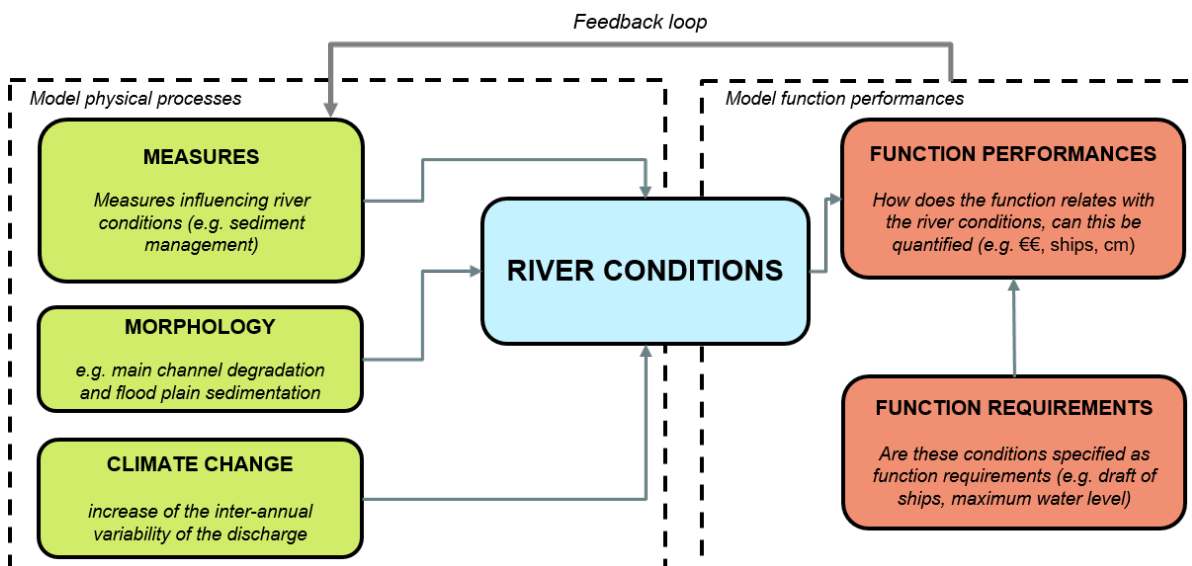 Feedback loop
Model physical processes
MEASURES
Measures influencing river
conditions (e.g. sediment
management)
MORPHOLOGY
e.g. main channel degradation
and flood plain sedimentation
CLIMATE CHANGE
increase of the inter-annual
variability of the discharge
RIVER CONDITIONS
Model function performances
FUNCTION PERFORMANCES
How does the function relates with
the river conditions, can this be
quantified (e.g. €€, ships, cm)
FUNCTION REQUIREMENTS
Are these conditions specified as
function requirements (e.g. draft of
ships, maximum water level)